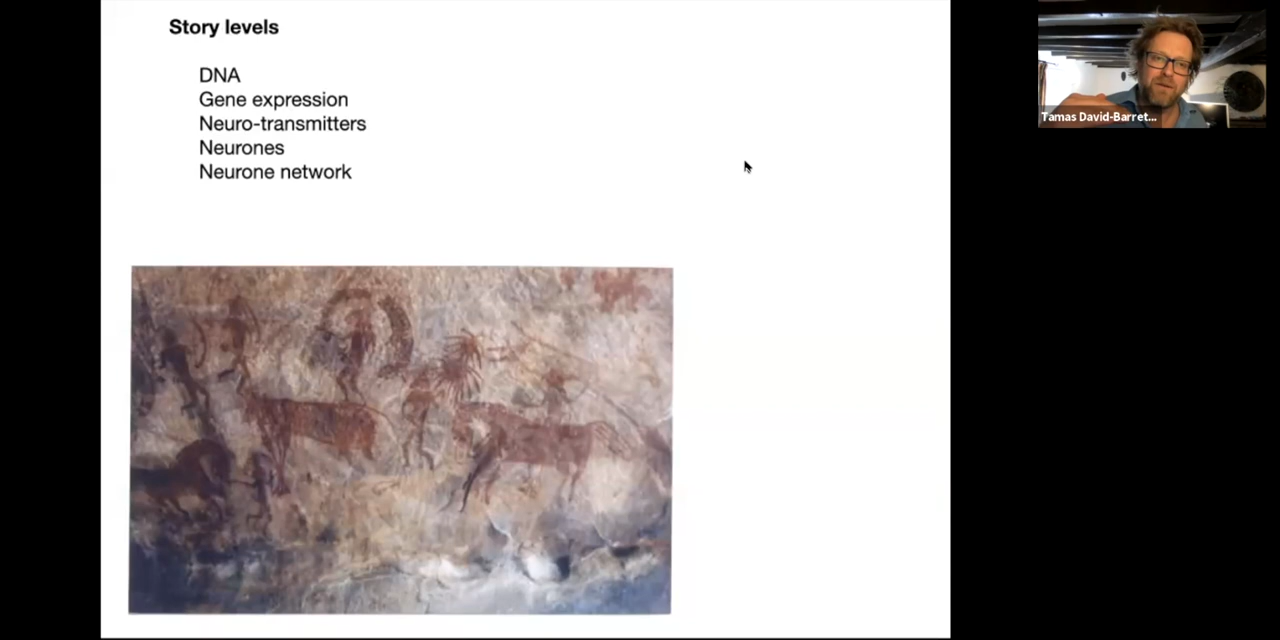 Story levels
DNA
Gene expression
Neuro-transmitters
Neurones
Neurone network
Tamas David-Barret...